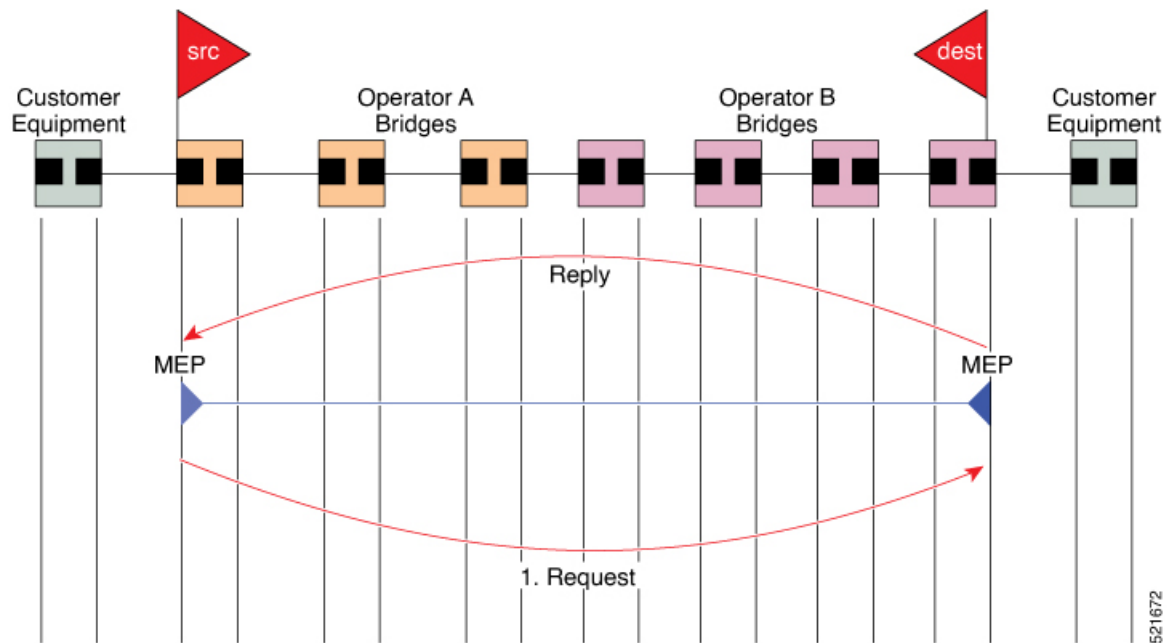 src
dest
Customer
Equipment
Operator A
Bridges
Operator B
Bridges
Customer
Equipment
Reply
MEP
MEP
1. Request
521672